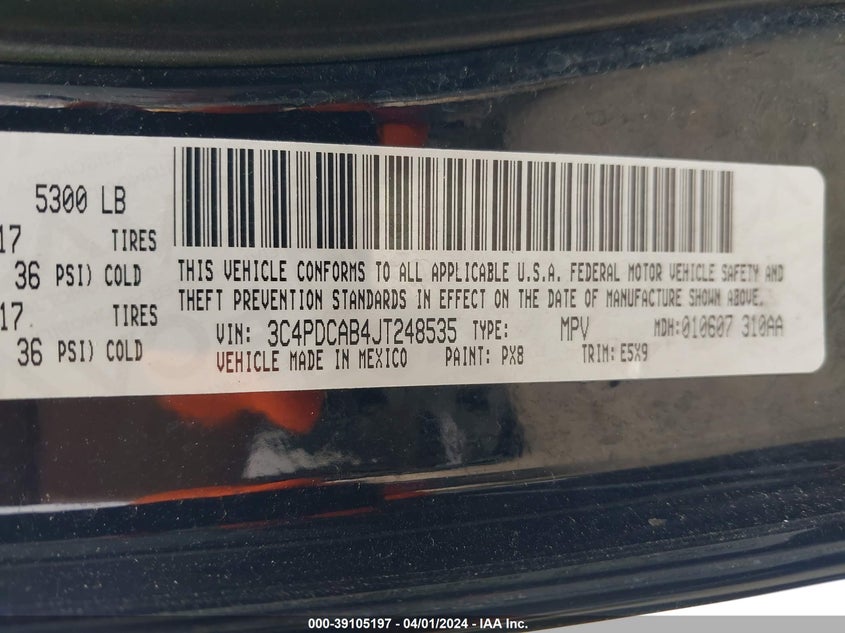 5300 LB
17 TIRES
36 PSI) COLD
17 TIRES
36 PSI) COLD
THIS VEHICLE CONFORMS TO ALL APPLICABLE U.S.A. FEDERAL MOTOR VEHICLE SAFETY AND
THEFT PREVENTION STANDARDS IN EFFECT ON THE DATE OF MANUFACTURE SHOWN ABOVE.
VIN: 3C4PDCAB4JT248535 TYPE: MPV MDH:010607 310AA
VEHICLE MADE IN MEXICO PAINT: PX8 TRIM: E5X9
000-39105197 - 04/01/2024 - IAA Inc.